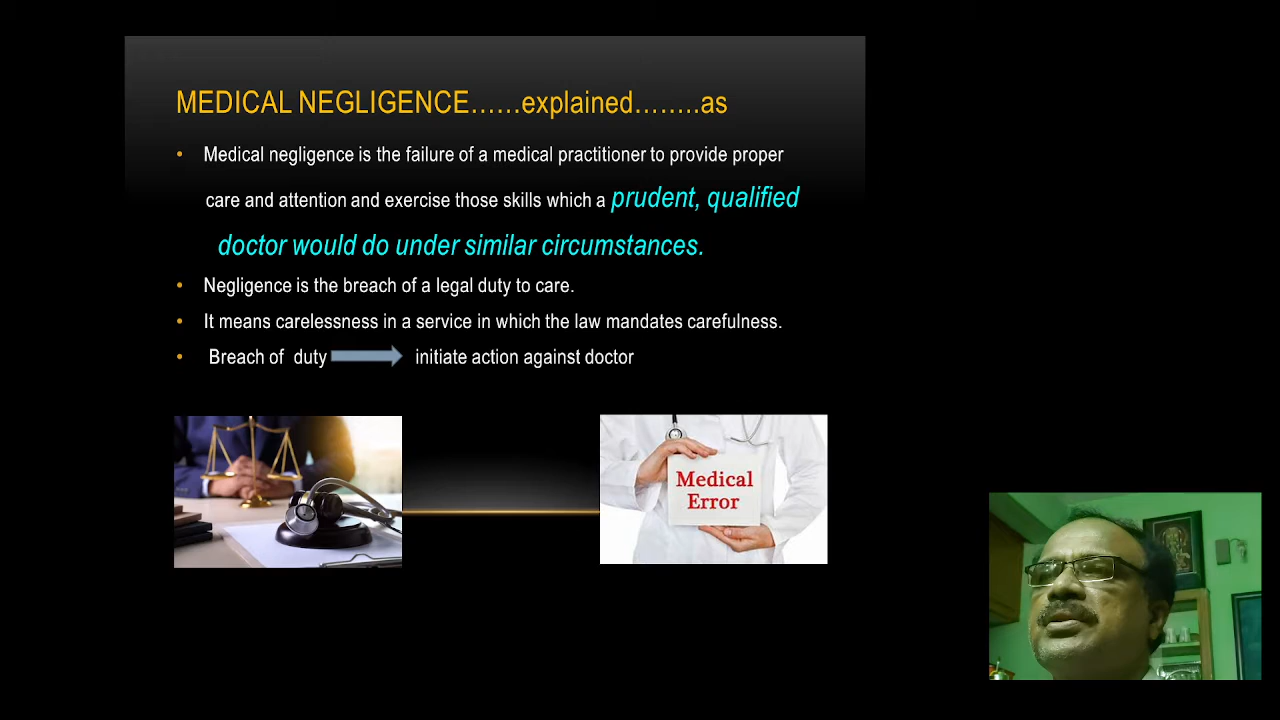 MEDICAL NEGLIGENCE......explained........as
• Medical negligence is the failure of a medical practitioner to provide proper
care and attention and exercise those skills which a prudent, qualified
doctor would do under similar circumstances.
• Negligence is the breach of a legal duty to care.
• It means carelessness in a service in which the law mandates carefulness.
• Breach of duty initiate action against doctor
Medical
Error